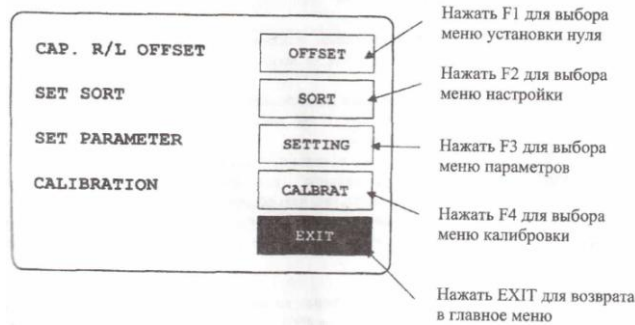 Нажать F1 для выбора
меню установки нуля
CAP. R/L OFFSET
OFFSET
Нажать F2 для выбора
меню настройки
SET SORT
SORT
SET PARAMETER
SETTING
Нажать F3 для выбора
меню параметров
CALIBRATION
CALBRAT
Нажать F4 для выбора
меню калибровки
EXIT
Нажать EXIT для возврата
в главное меню